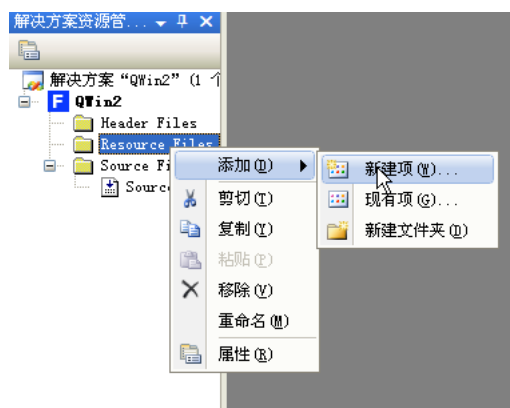 解决方案资源管...
解决方案 “QWin2” (1 个
F QWin2
Header Files
Resource Files
Source Fi
Source
添加(D)
剪切(T)
复制(Y)
粘贴(P)
移除(V)
重命名(M)
属性(R)
新建项(W)...
现有项(G)...
新建文件夹(D)